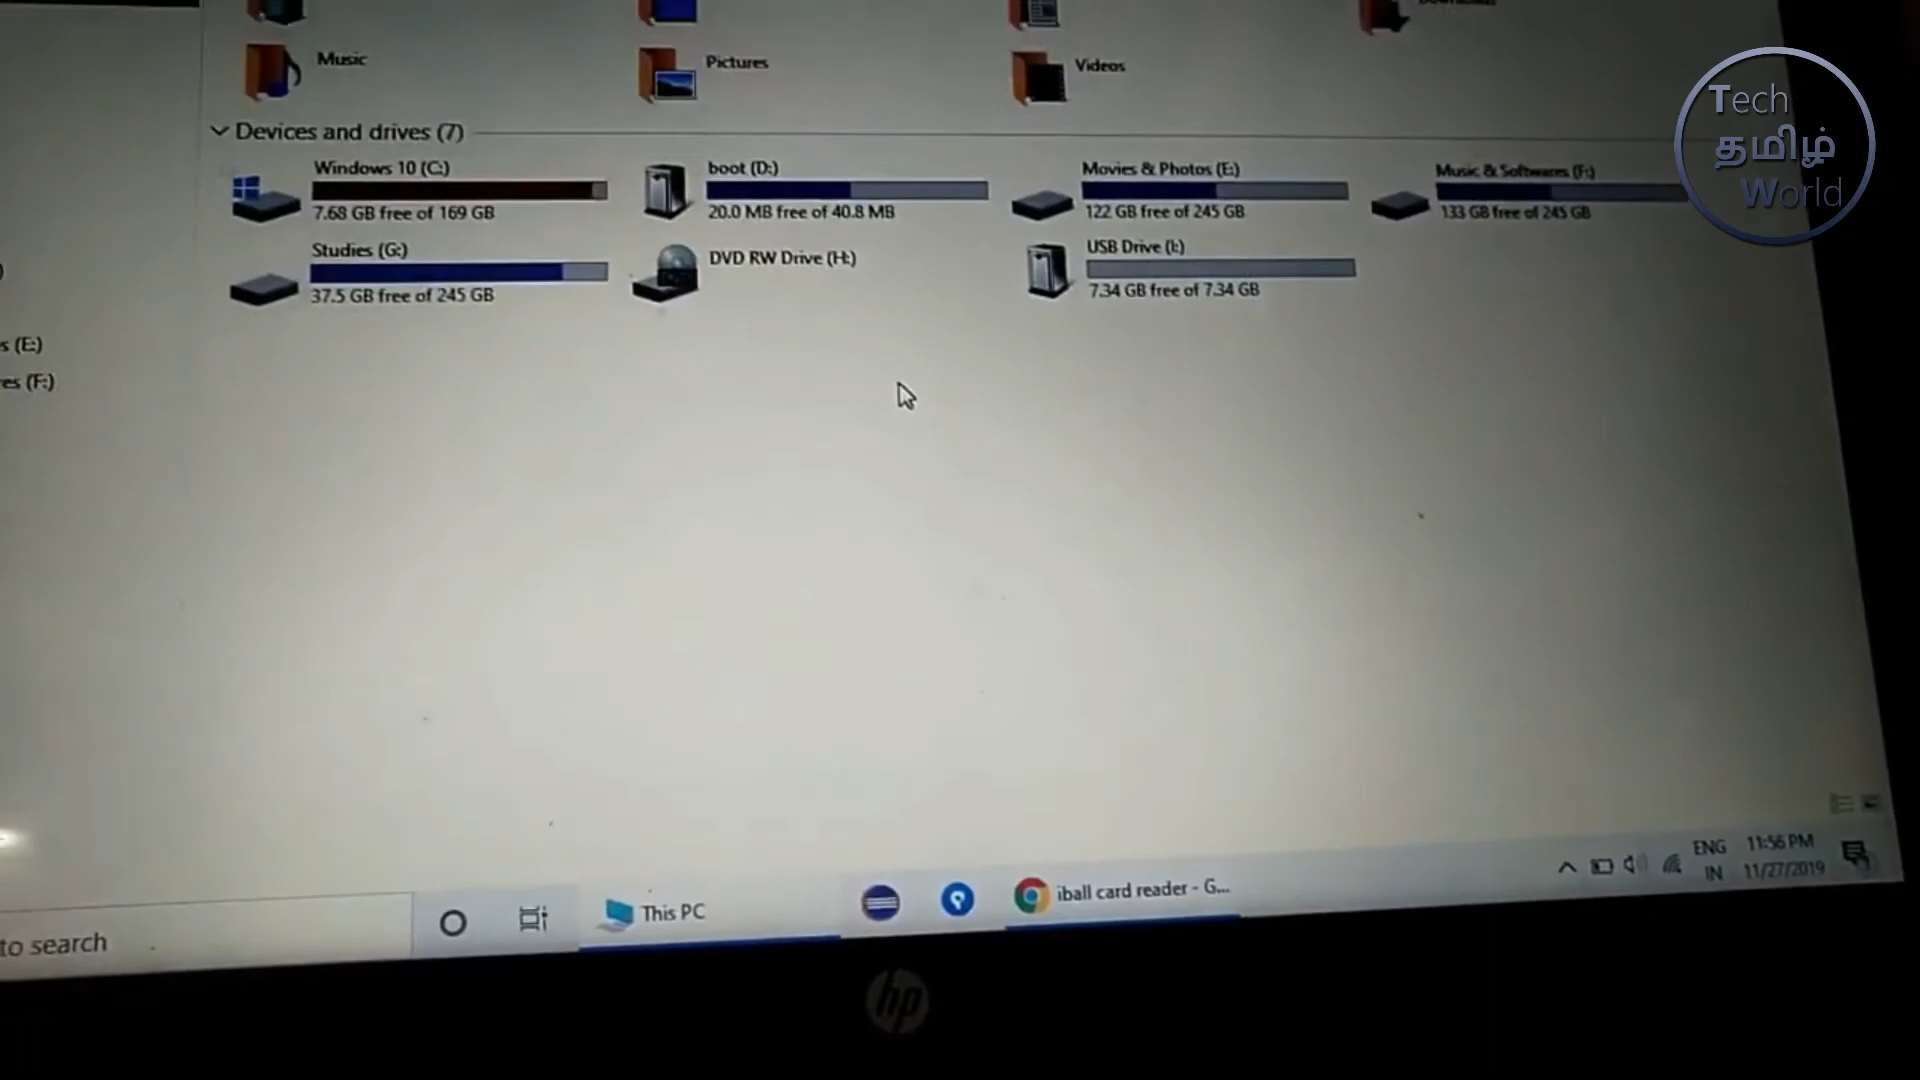 Music
Pictures
Videos
Devices and drives (7)
Windows 10 (C:)
7.68 GB free of 169 GB
boot (D:)
20.0 MB free of 40.8 MB
Movies & Photos (E:)
122 GB free of 245 GB
Music & Softwares (F:)
133 GB free of 245 GB
Studies (G:)
37.5 GB free of 245 GB
DVD RW Drive (H:)
USB Drive (I:)
7.34 GB free of 7.34 GB
s (E:)
res (F:)
to search
This PC
iball card reader - G...
ENG
IN
11:56 PM
11/27/2019
hp
Tech
தமிழ்
World